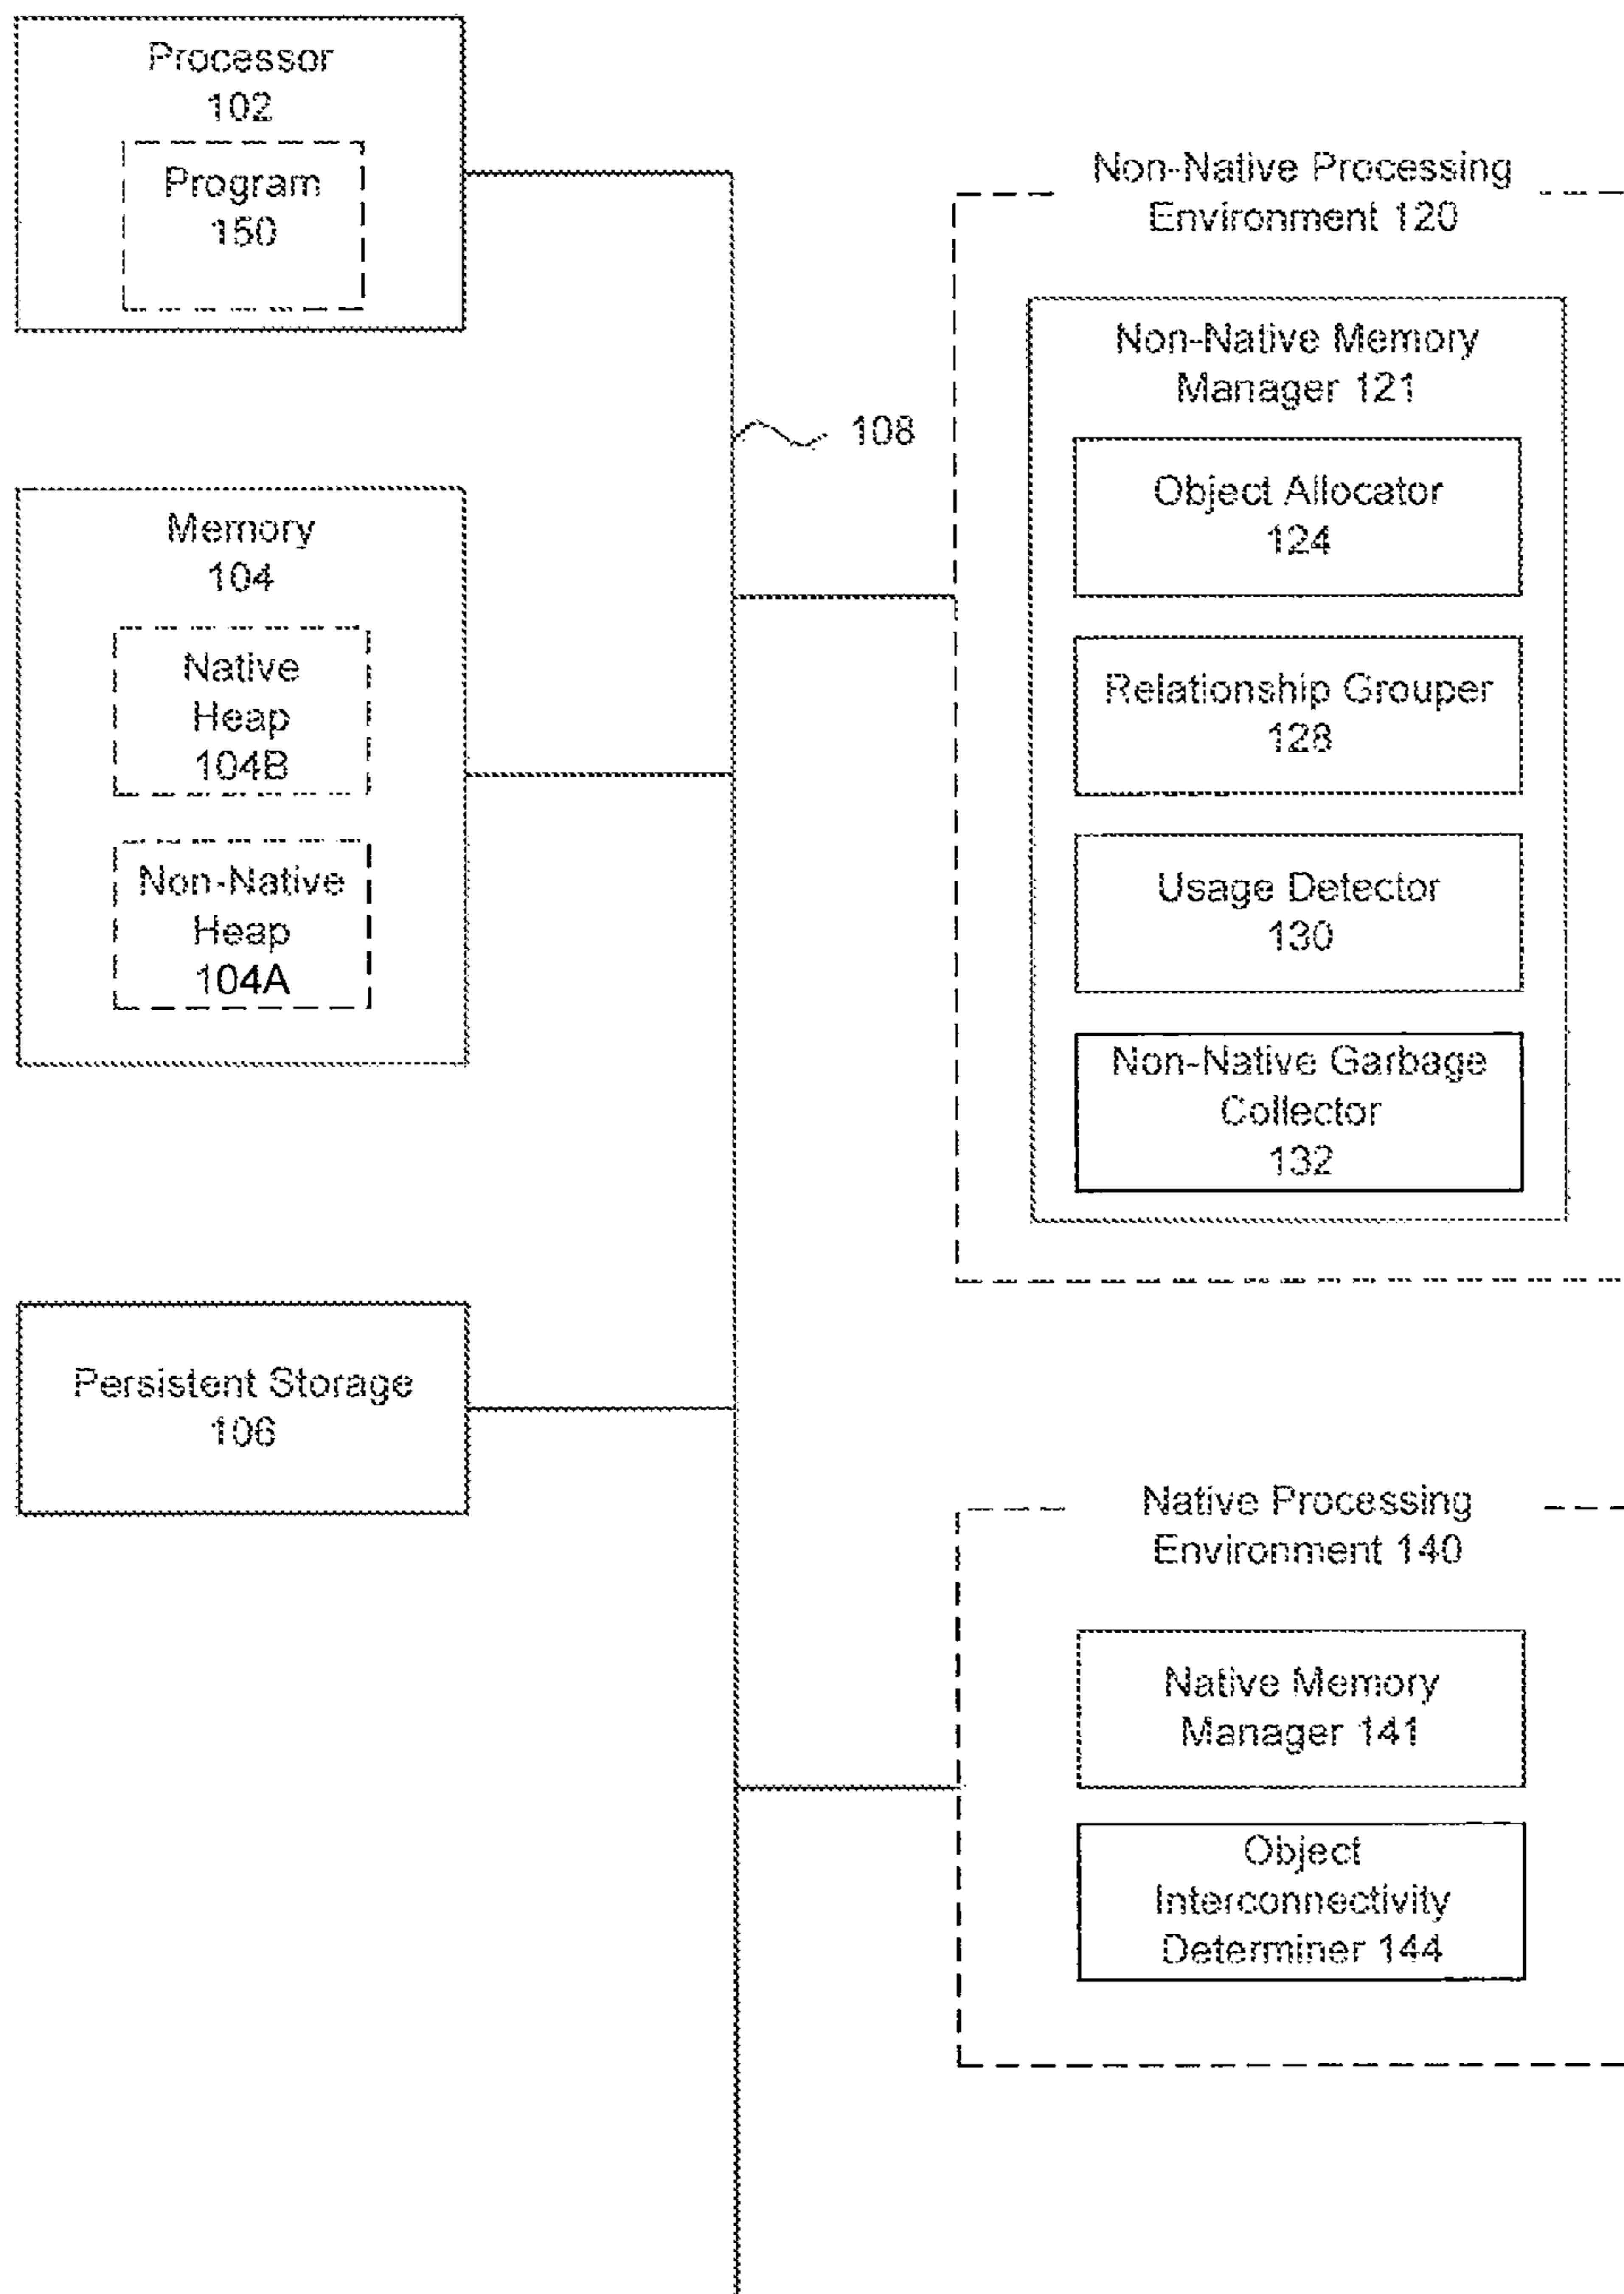 Processor
102
Program
150
Memory
104
Native
Heap
104B
Non-Native
Heap
104A
Persistent Storage
106
108
Non-Native Processing
Environment 120
Non-Native Memory
Manager 121
Object Allocator
124
Relationship Grouper
128
Usage Detector
130
Non-Native Garbage
Collector
132
Native Processing
Environment 140
Native Memory
Manager 141
Object
Interconnectivity
Determiner 144